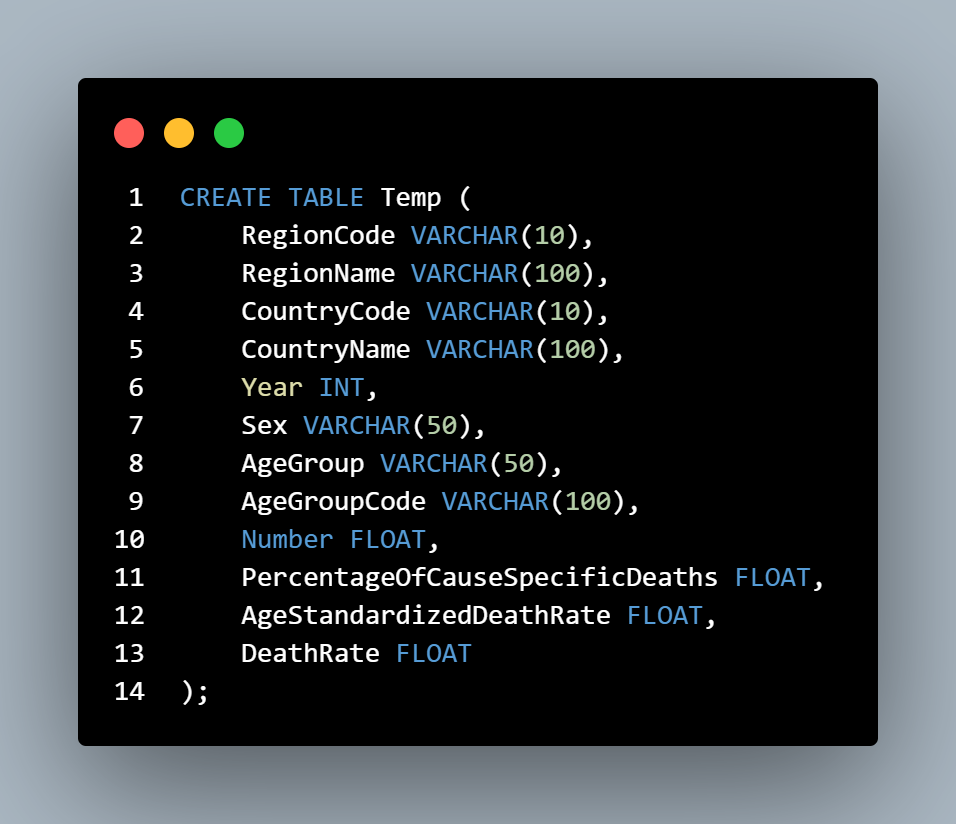 1 CREATE TABLE Temp (
2 RegionCode VARCHAR(10),
3 RegionName VARCHAR(100),
4 CountryCode VARCHAR(10),
5 CountryName VARCHAR(100),
6 Year INT,
7 Sex VARCHAR(50),
8 AgeGroup VARCHAR(50),
9 AgeGroupCode VARCHAR(100),
10 Number FLOAT,
11 PercentageOfCauseSpecificDeaths FLOAT,
12 AgeStandardizedDeathRate FLOAT,
13 DeathRate FLOAT
14 );